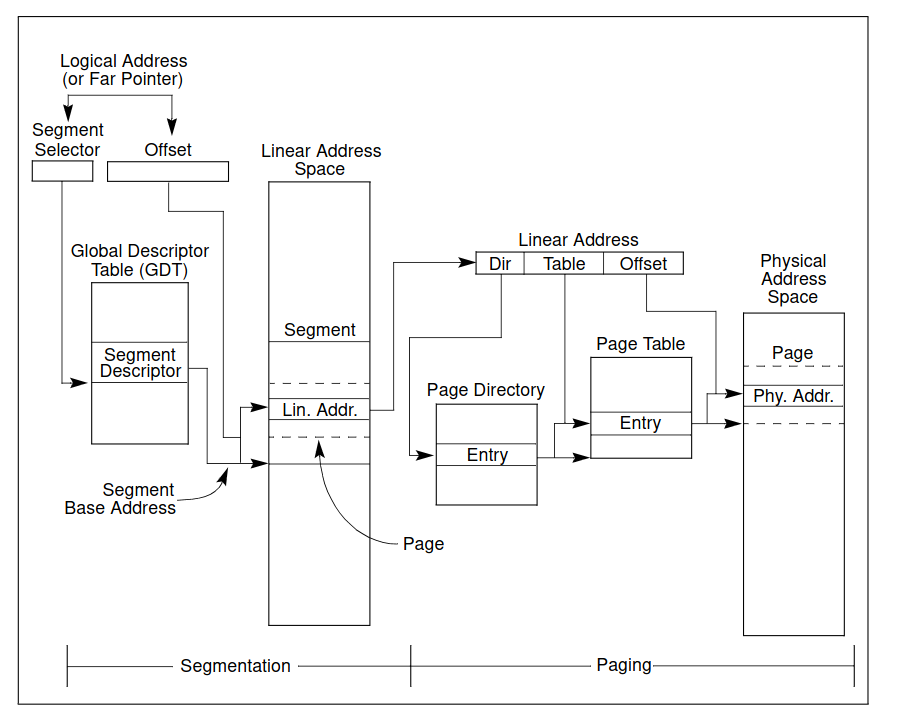 Logical Address
(or Far Pointer)
Segment
Selector
Offset
Linear Address
Space
Global Descriptor
Table (GDT)
Segment
Descriptor
Segment
Lin. Addr.
Segment
Base Address
Page
Linear Address
Dir
Table
Offset
Page Directory
Entry
Page Table
Entry
Physical
Address
Space
Page
Phy. Addr.
Segmentation
Paging